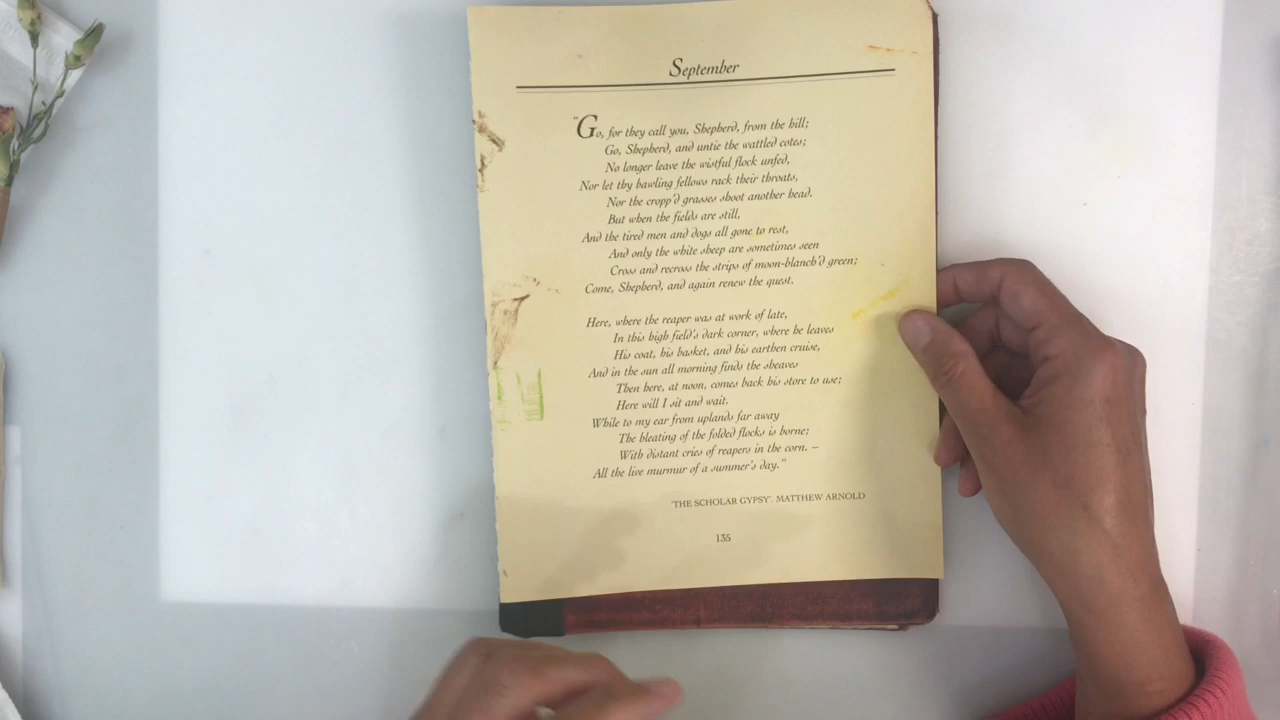 September
"Go, for they call you, Shepherd, from the hill;
Go, Shepherd, and untie the wattled cotes;
No longer leave the wistful flock unfed,
Nor let thy bawling fellows rack their throats,
Nor the cropp'd grasses shoot another head.
But when the fields are still,
And the tired men and dogs all gone to rest,
And only the white sheep are sometimes seen
Cross and recross the strips of moon-blanch'd green;
Come, Shepherd, and again renew the quest.
Here, where the reaper was at work of late,
In this high field's dark corner, where he leaves
His coat, his basket, and his earthen cruise,
And in the sun all morning finds the sheaves
Then here, at noon, comes back his store to use;
Here will I sit and wait.
While to my ear from uplands far away
The bleating of the folded flocks is borne;
With distant cries of reapers in the corn. –
All the live murmur of a summer's day."
'THE SCHOLAR GYPSY'. MATTHEW ARNOLD
135